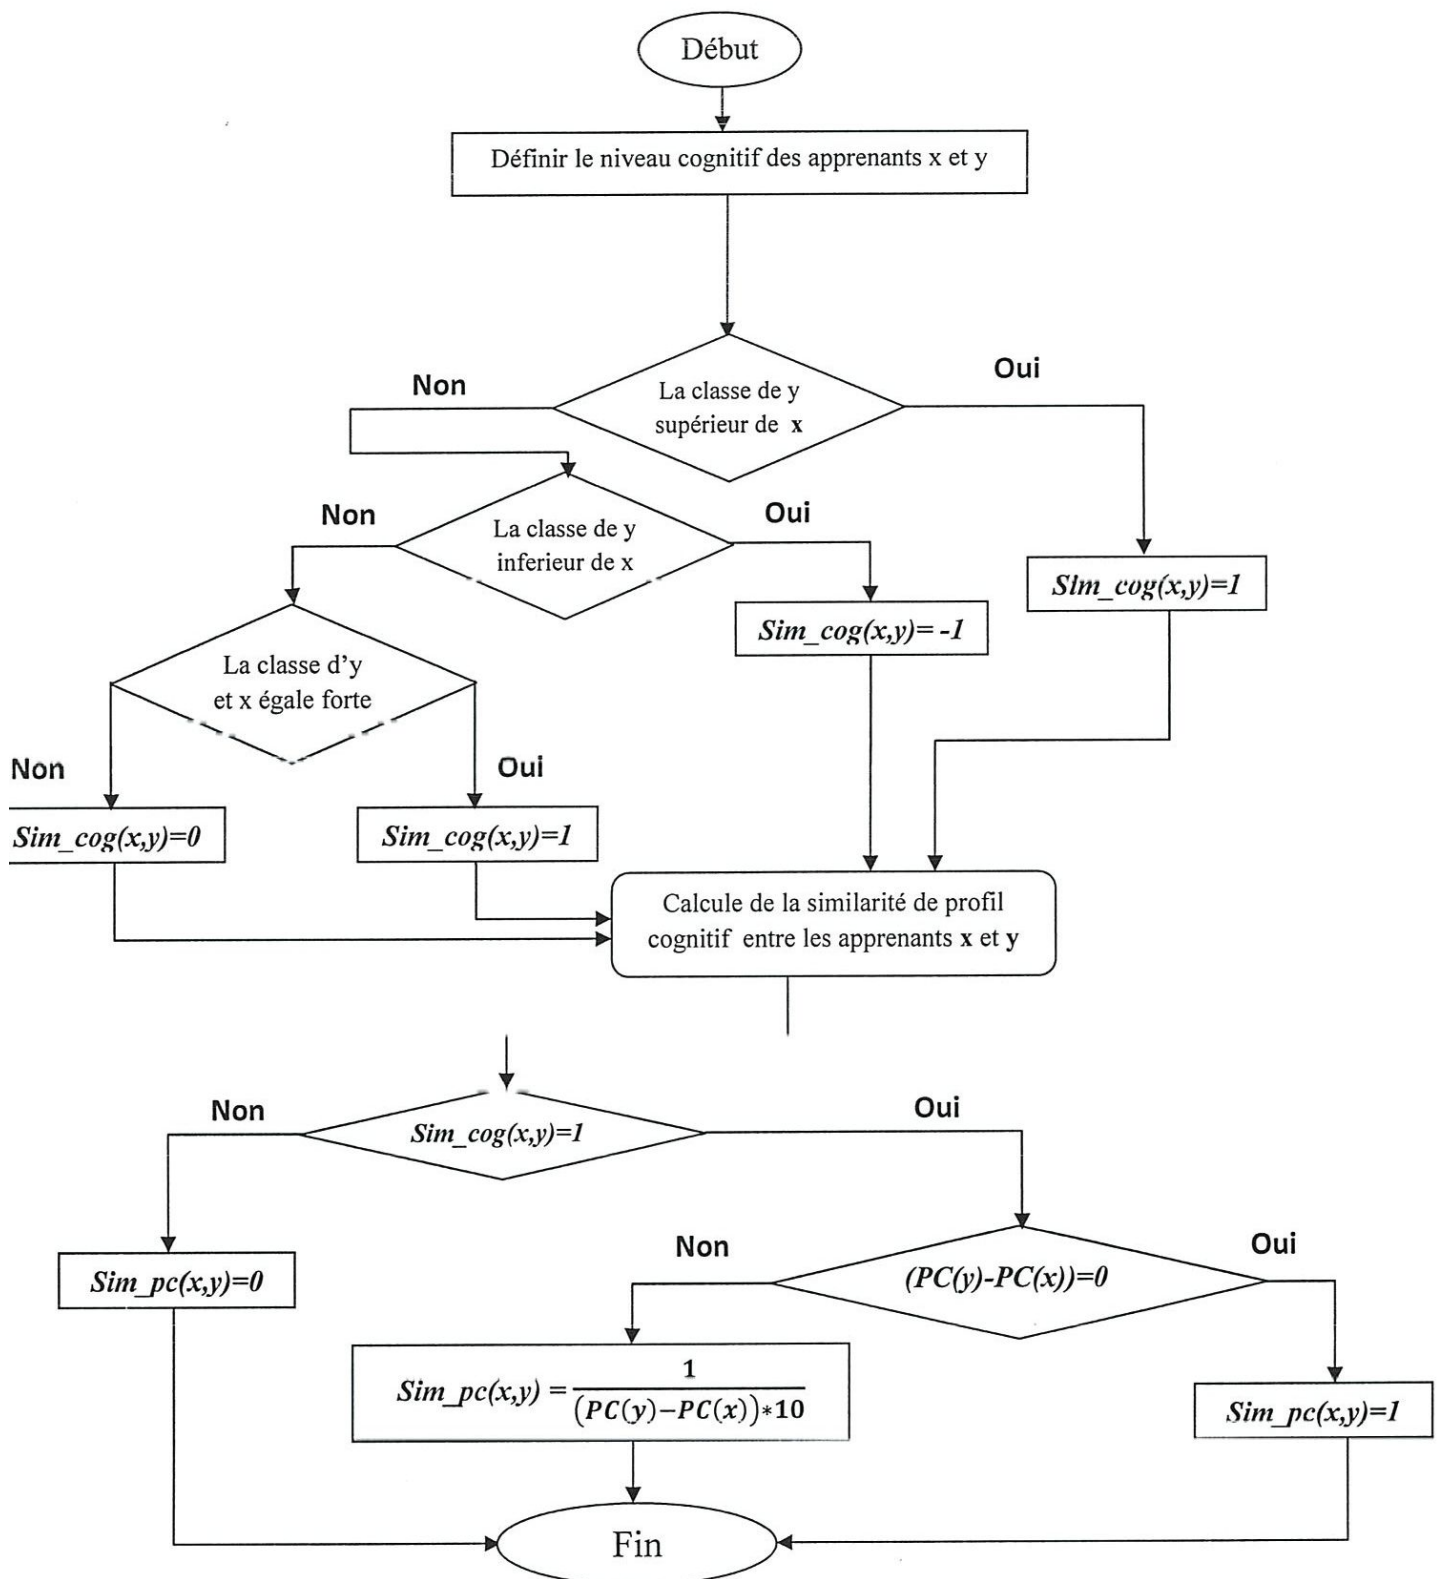 Début
Définir le niveau cognitif des apprenants x et y
Non
Oui
La classe de y
supérieur de x
Non
Oui
La classe de y
inferieur de x
Sim_cog(x,y)=1
Sim_cog(x,y)= -1
La classe d'y
et x égale forte
Non
Oui
Sim_cog(x,y)=0
Sim_cog(x,y)=1
Calcule de la similarité de profil
cognitif entre les apprenants x et y
Non
Oui
Sim_cog(x,y)=1
Non
Oui
Sim_pc(x,y)=0
(PC(y)-PC(x))=0
Sim_pc(x,y) = 1 / (PC(y)−PC(x))*10
Sim_pc(x,y)=1
Fin